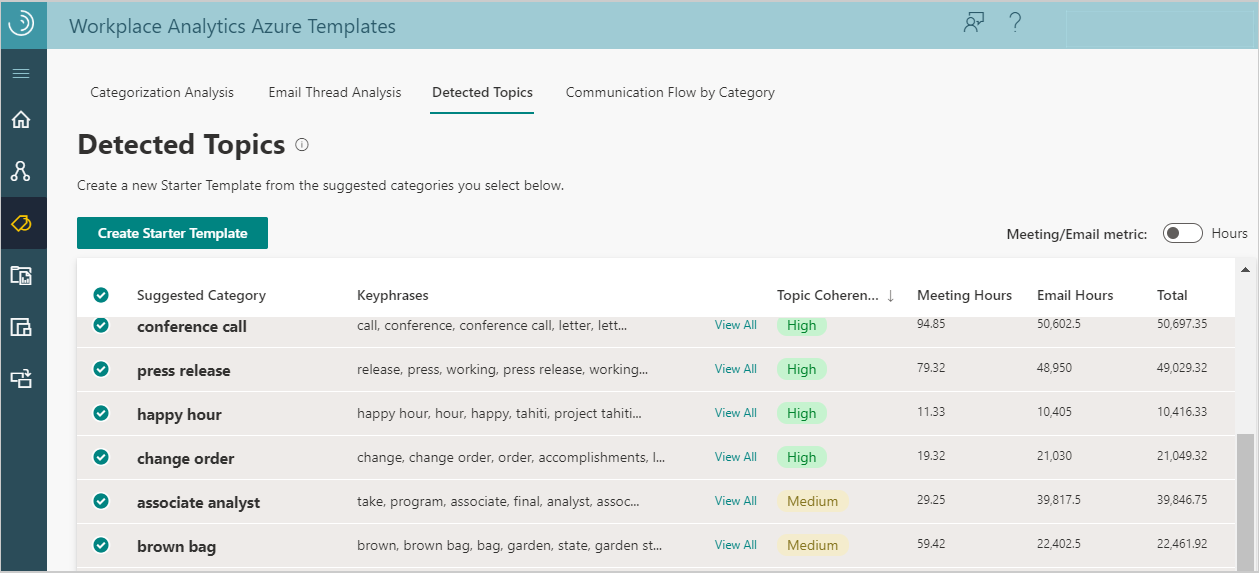 Workplace Analytics Azure Templates
Categorization Analysis Email Thread Analysis Detected Topics Communication Flow by Category
Detected Topics
Create a new Starter Template from the suggested categories you select below.
Create Starter Template Meeting/Email metric: Hours
Suggested Category Keyphrases Topic Coheren... ↓ Meeting Hours Email Hours Total
conference call call, conference, conference call, letter, lett... View All High 94.85 50,602.5 50,697.35
press release release, press, working, press release, working... View All High 79.32 48,950 49,029.32
happy hour happy hour, hour, happy, tahiti, project tahiti... View All High 11.33 10,405 10,416.33
change order change, change order, order, accomplishments, l... View All High 19.32 21,030 21,049.32
associate analyst take, program, associate, final, analyst, assoc... View All Medium 29.25 39,817.5 39,846.75
brown bag brown, brown bag, bag, garden, state, garden st... View All Medium 59.42 22,402.5 22,461.92